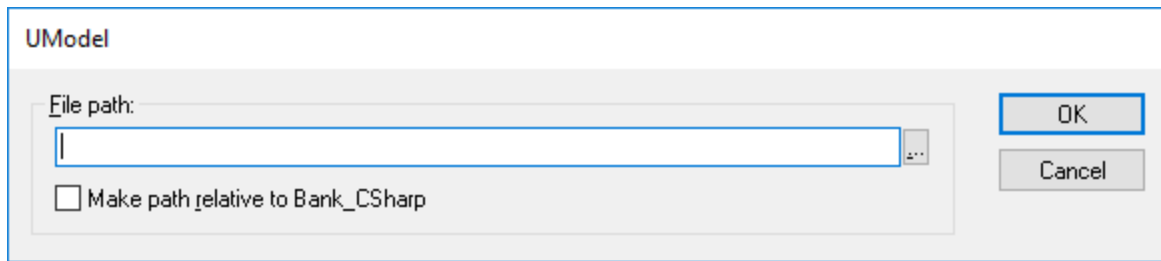 UModel
File path:
...
Make path relative to Bank_CSharp
OK
Cancel